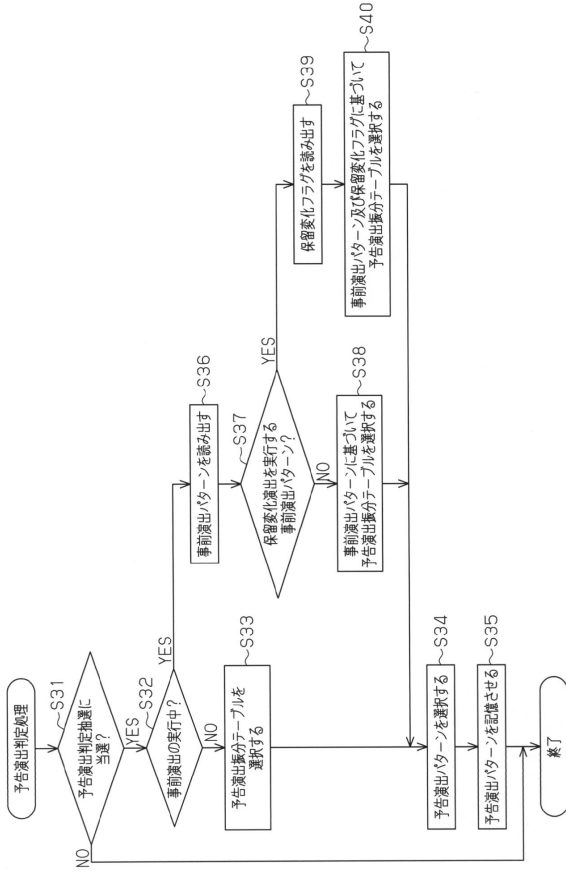 予告演出判定処理
S31
予告演出判定抽選に
当選?
NO
YES
S32
事前演出の実行中?
YES
NO
S33
予告演出振分テーブルを
選択する
S34
予告演出パターンを選択する
S35
予告演出パターンを記憶させる
終了
S36
事前演出パターンを読み出す
S37
保留変化演出を実行する
事前演出パターン?
YES
NO
S38
事前演出パターンに基づいて
予告演出振分テーブルを選択する
S39
保留変化フラグを読み出す
S40
事前演出パターン及び保留変化フラグに基づいて
予告演出振分テーブルを選択する